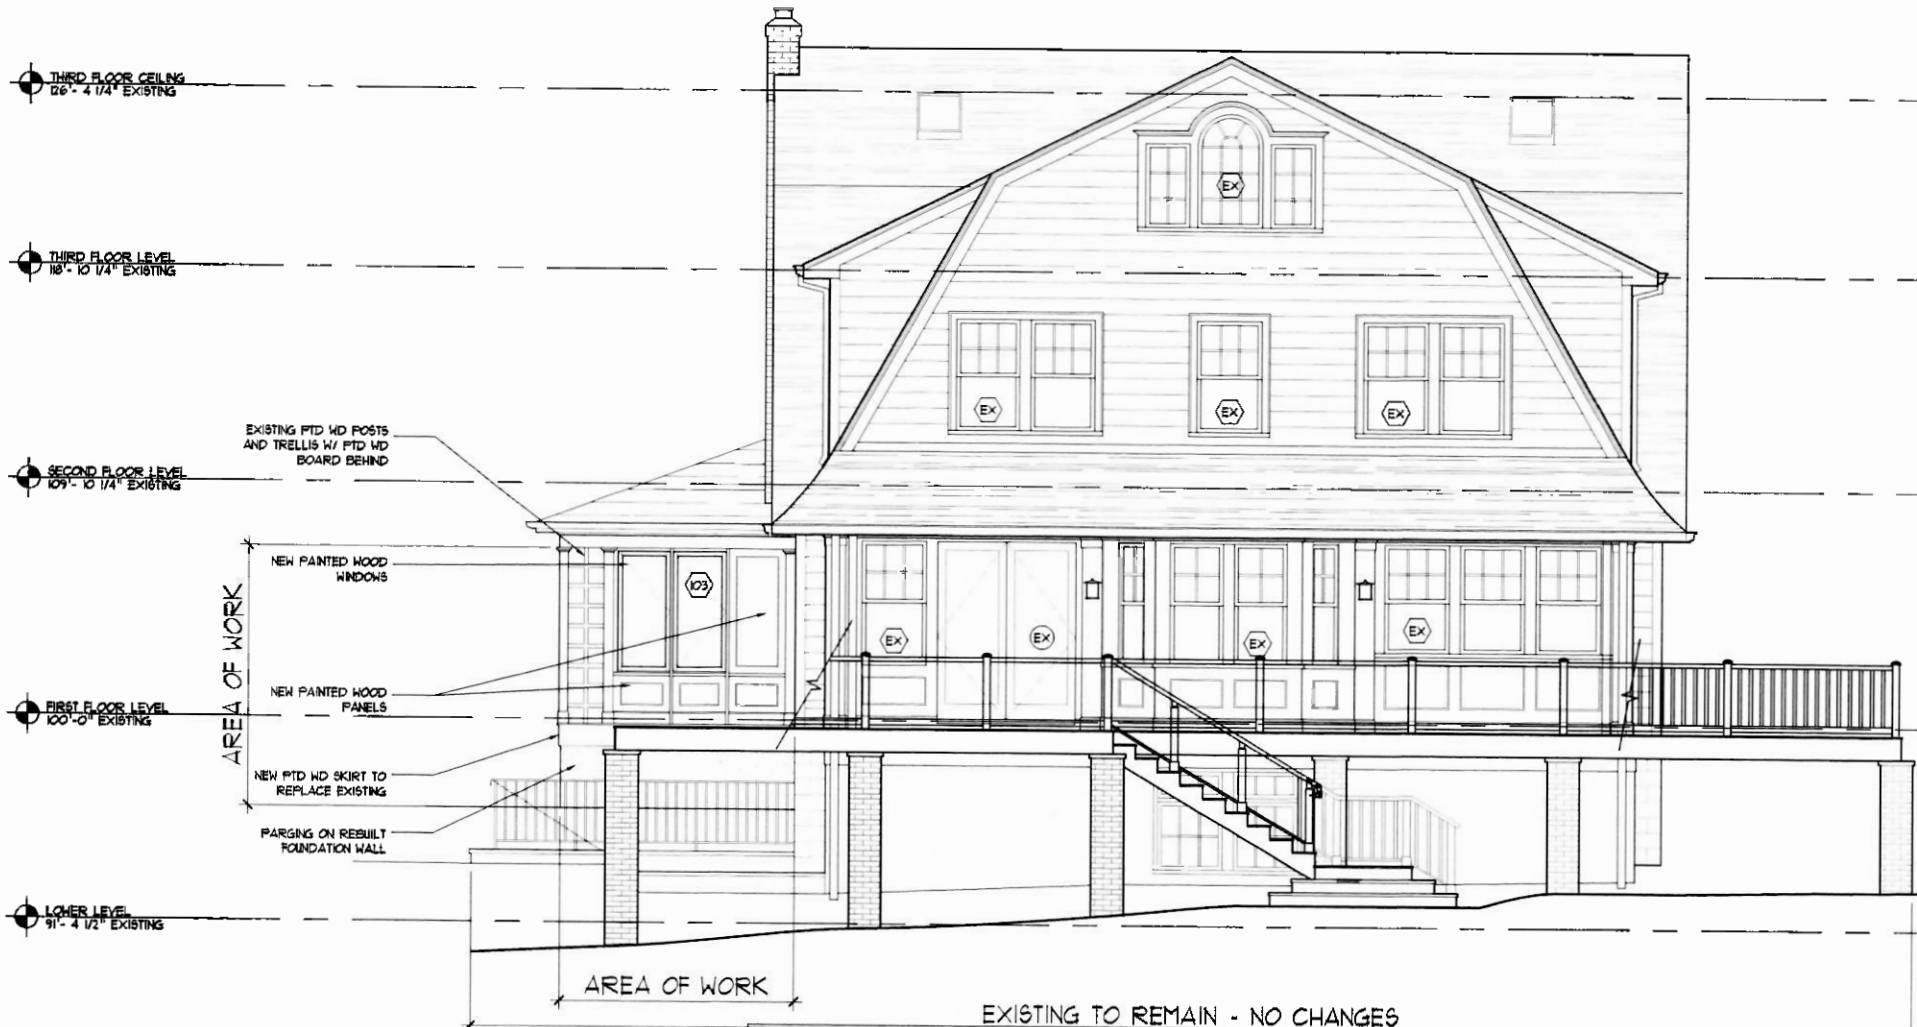 THIRD FLOOR CEILING
126'- 4 1/4" EXISTING
EX
THIRD FLOOR LEVEL
118'- 10 1/4" EXISTING
EX
EX
EX
EXISTING PTD WD POSTS
AND TRELLIS W/ PTD WD
BOARD BEHIND
SECOND FLOOR LEVEL
109'- 10 1/4" EXISTING
NEW PAINTED WOOD
WINDOWS
103
AREA OF WORK
EX
EX
EX
EX
NEW PAINTED WOOD
PANELS
FIRST FLOOR LEVEL
100'-0" EXISTING
NEW PTD WD SKIRT TO
REPLACE EXISTING
PARGING ON REBUILT
FOUNDATION WALL
LOWER LEVEL
91'- 4 1/2" EXISTING
AREA OF WORK
EXISTING TO REMAIN - NO CHANGES